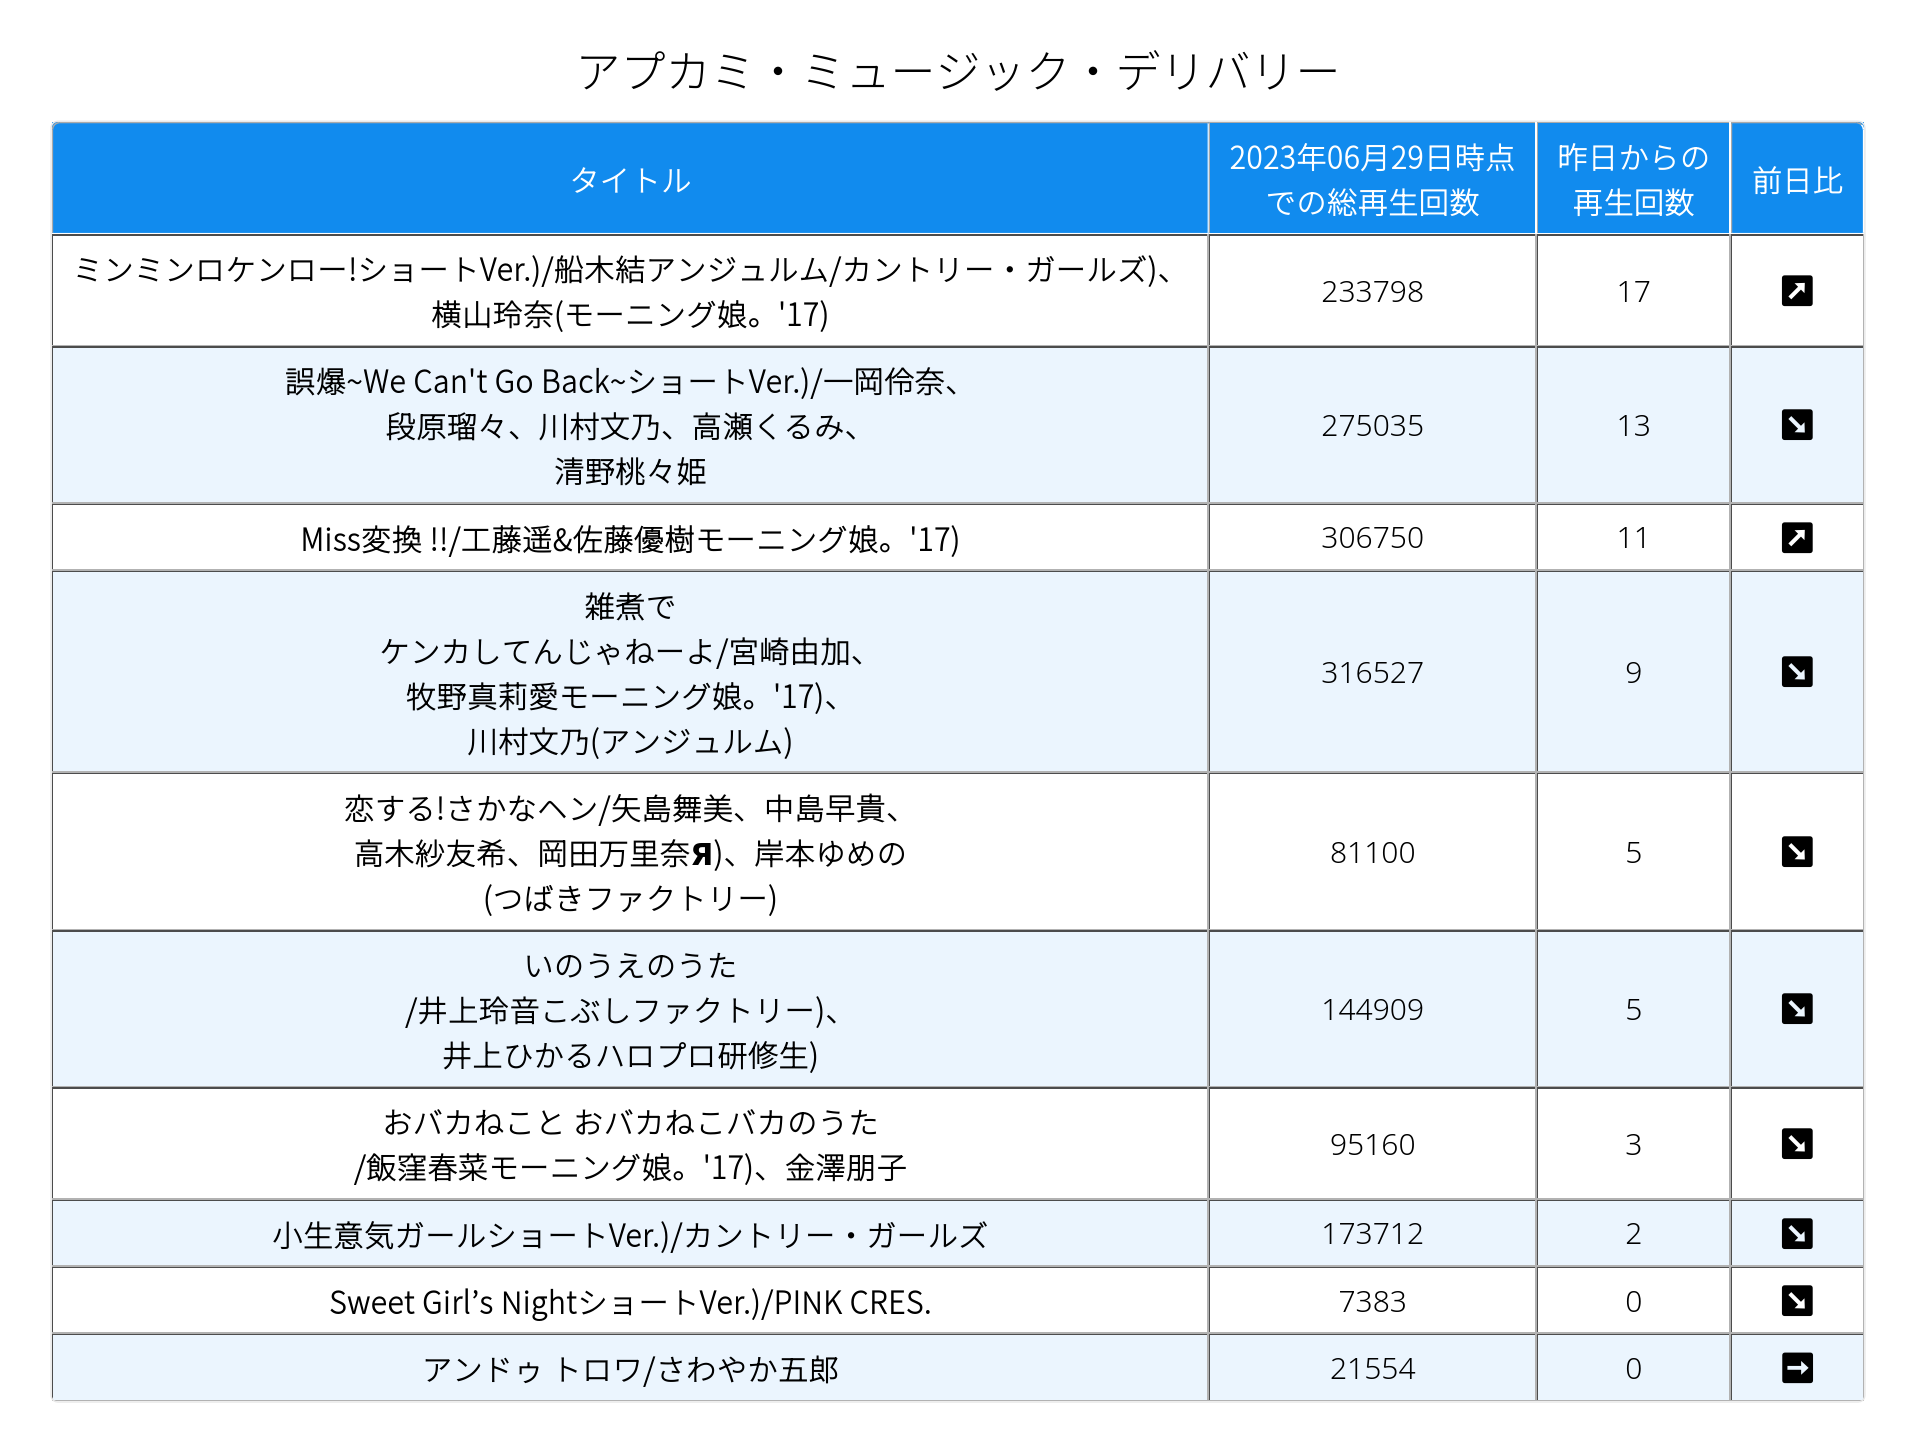 アプカミ・ミュージック・デリバリー
タイトル
2023年06月29日時点
での総再生回数
昨日からの
再生回数
前日比
ミンミンロケンロー!ショートVer.)/船木結アンジュルム/カントリー・ガールズ)、
横山玲奈(モーニング娘。'17)
233798
17
誤爆~We Can't Go Back~ショートVer.)/一岡伶奈、
段原瑠々、川村文乃、高瀬くるみ、
清野桃々姫
275035
13
Miss変換 !!/工藤遥&佐藤優樹モーニング娘。'17)
306750
11
雑煮で
ケンカしてんじゃねーよ/宮崎由加、
牧野真莉愛モーニング娘。'17)、
川村文乃(アンジュルム)
316527
9
恋する!さかなヘン/矢島舞美、中島早貴、
高木紗友希、岡田万里奈Я)、岸本ゆめの
(つばきファクトリー)
81100
5
いのうえのうた
/井上玲音こぶしファクトリー)、
井上ひかるハロプロ研修生)
144909
5
おバカねこと おバカねこバカのうた
/飯窪春菜モーニング娘。'17)、金澤朋子
95160
3
小生意気ガールショートVer.)/カントリー・ガールズ
173712
2
Sweet Girl’s NightショートVer.)/PINK CRES.
7383
0
アンドゥ トロワ/さわやか五郎
21554
0